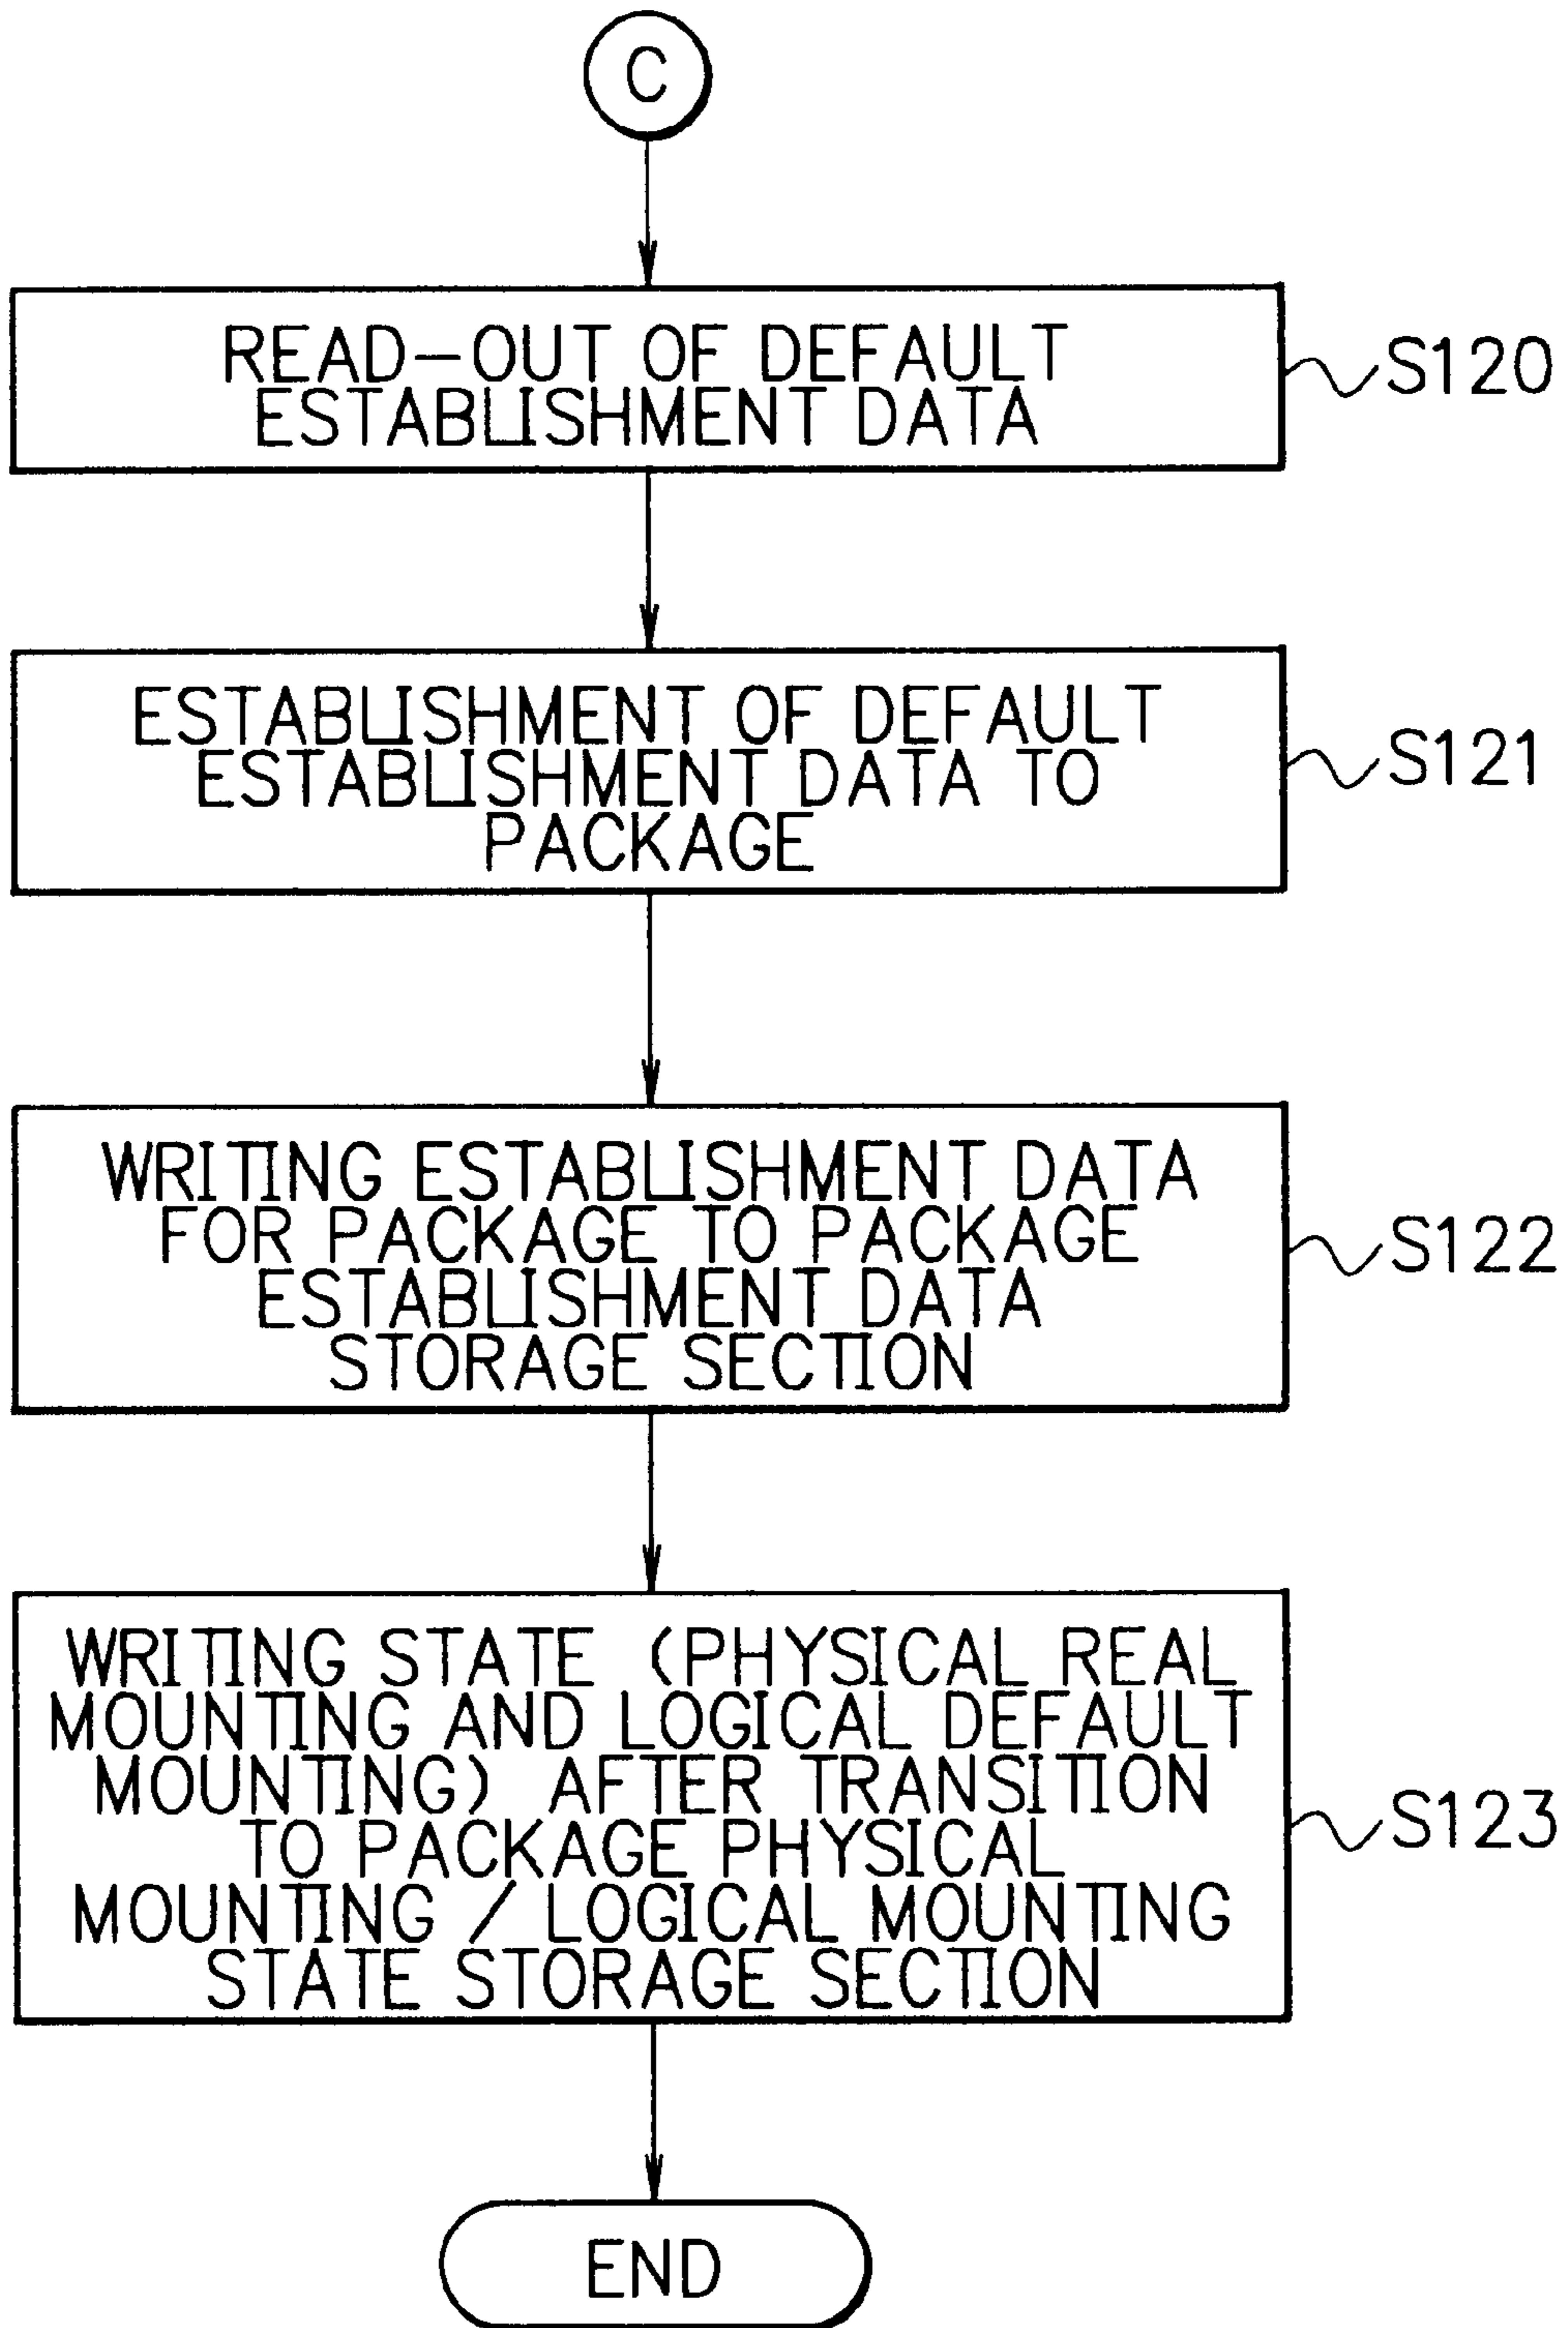 C
READ-OUT OF DEFAULT
ESTABLISHMENT DATA
S120
ESTABLISHMENT OF DEFAULT
ESTABLISHMENT DATA TO
PACKAGE
S121
WRITING ESTABLISHMENT DATA
FOR PACKAGE TO PACKAGE
ESTABLISHMENT DATA
STORAGE SECTION
S122
WRITING STATE (PHYSICAL REAL
MOUNTING AND LOGICAL DEFAULT
MOUNTING) AFTER TRANSITION
TO PACKAGE PHYSICAL
MOUNTING / LOGICAL MOUNTING
STATE STORAGE SECTION
S123
END